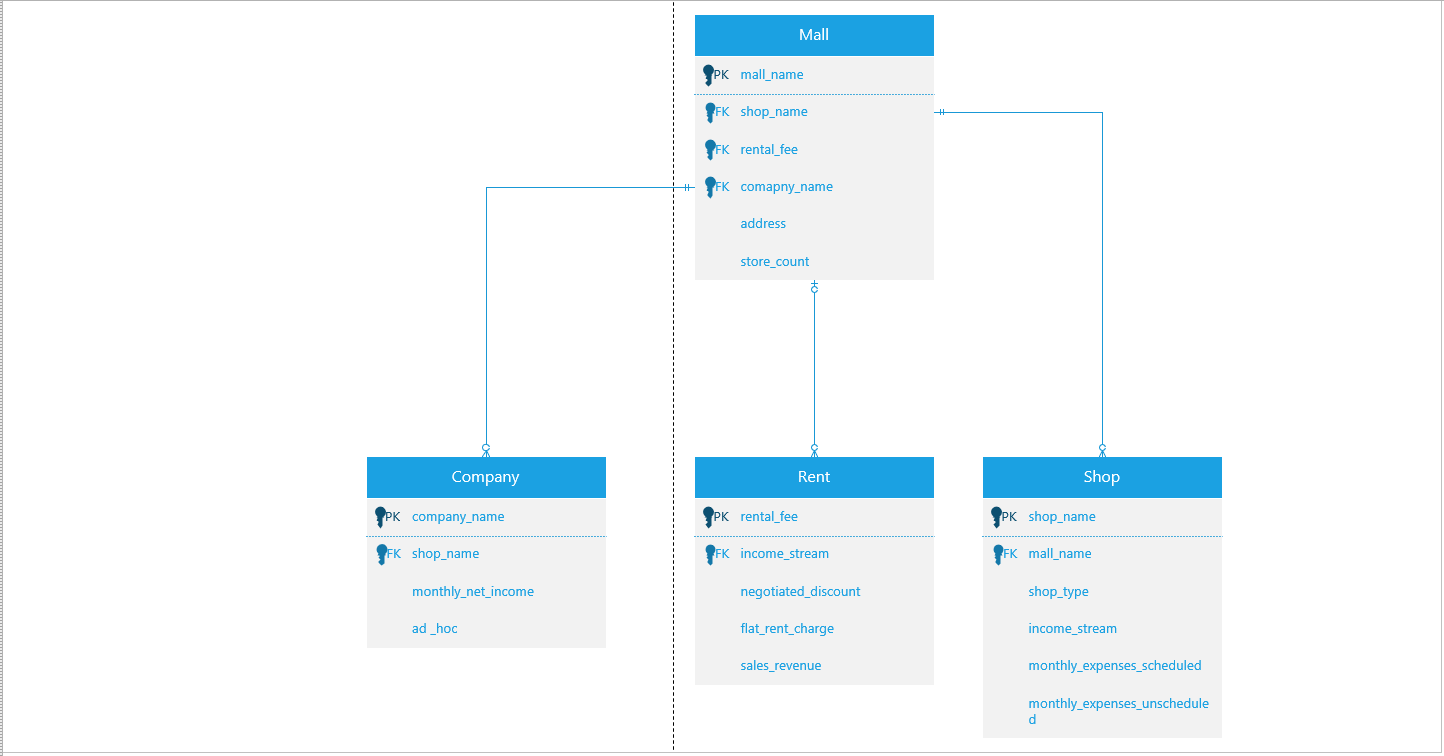 Mall
PK mall_name
FK shop_name
FK rental_fee
FK comapny_name
address
store_count
Company
PK company_name
FK shop_name
monthly_net_income
ad _hoc
Rent
PK rental_fee
FK income_stream
negotiated_discount
flat_rent_charge
sales_revenue
Shop
PK shop_name
FK mall_name
shop_type
income_stream
monthly_expenses_scheduled
monthly_expenses_unschedule
d